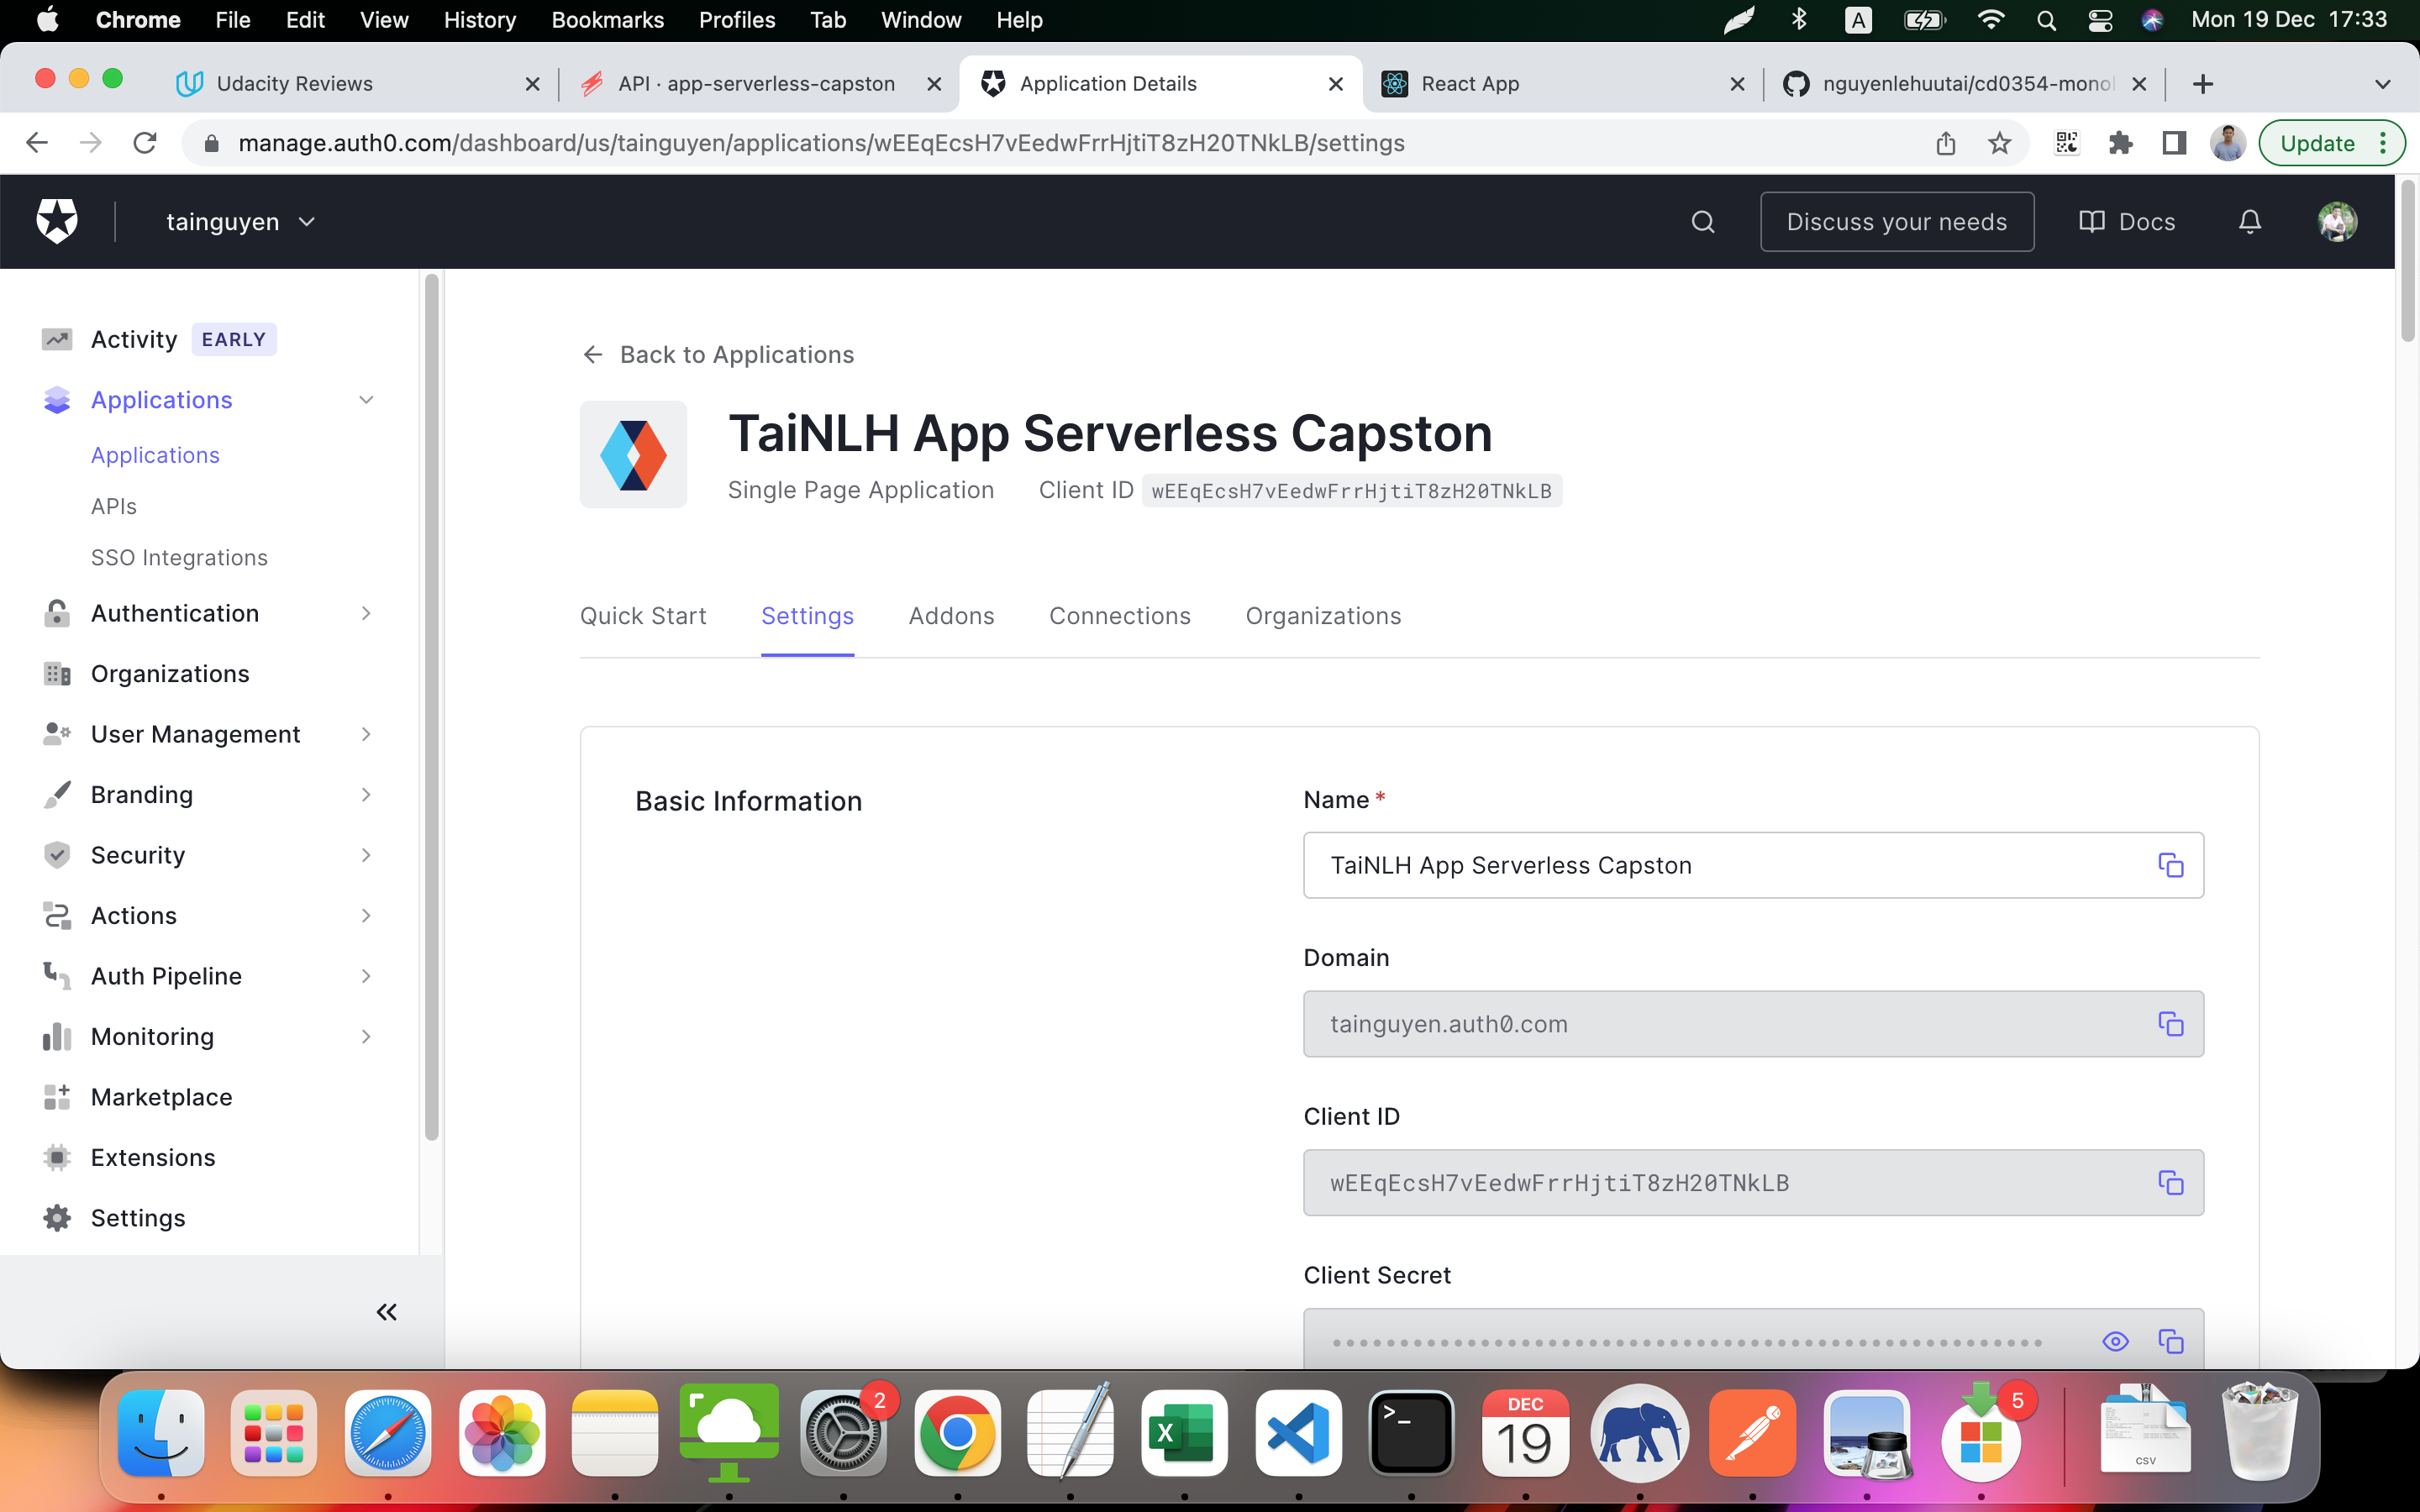 Chrome File Edit View History Bookmarks Profiles Tab Window Help A Mon 19 Dec 17:33
Udacity Reviews API · app-serverless-capston Application Details React App nguyenlehuutai/cd0354-monol
manage.auth0.com/dashboard/us/tainguyen/applications/wEEqEcsH7vEedwFrrHjtiT8zH20TNkLB/settings Update
tainguyen Discuss your needs Docs
Activity EARLY
Applications
Applications
APIs
SSO Integrations
Authentication
Organizations
User Management
Branding
Security
Actions
Auth Pipeline
Monitoring
Marketplace
Extensions
Settings
Back to Applications
TaiNLH App Serverless Capston
Single Page Application Client ID wEEqEcsH7vEedwFrrHjtiT8zH20TNkLB
Quick Start Settings Addons Connections Organizations
Basic Information
Name *
TaiNLH App Serverless Capston
Domain
tainguyen.auth0.com
Client ID
wEEqEcsH7vEedwFrrHjtiT8zH20TNkLB
Client Secret
2
X
>_
DEC
19
5
CSV